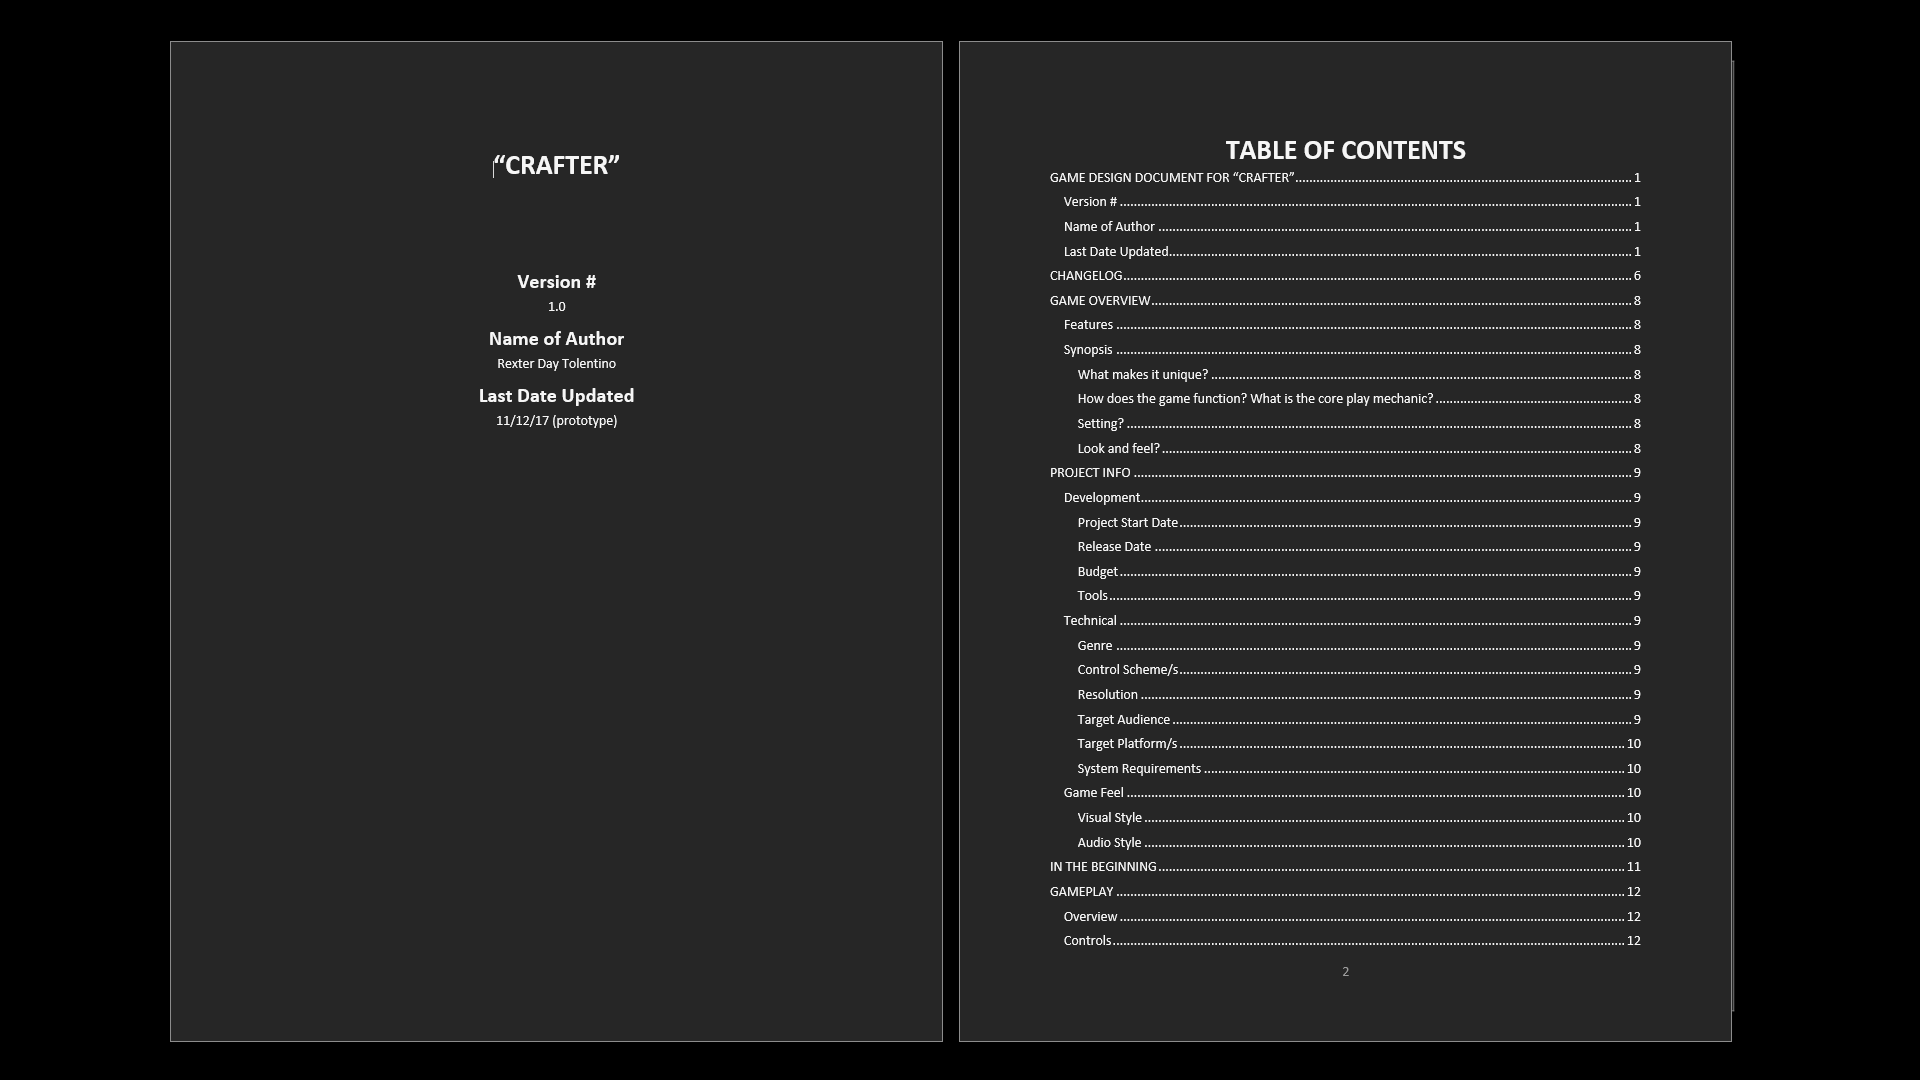 “CRAFTER”
Version #
1.0
Name of Author
Rexter Day Tolentino
Last Date Updated
11/12/17 (prototype)
TABLE OF CONTENTS
GAME DESIGN DOCUMENT FOR “CRAFTER” 1
Version # 1
Name of Author 1
Last Date Updated 1
CHANGELOG 6
GAME OVERVIEW 8
Features 8
Synopsis 8
What makes it unique? 8
How does the game function? What is the core play mechanic? 8
Setting? 8
Look and feel? 8
PROJECT INFO 9
Development 9
Project Start Date 9
Release Date 9
Budget 9
Tools 9
Technical 9
Genre 9
Control Scheme/s 9
Resolution 9
Target Audience 9
Target Platform/s 10
System Requirements 10
Game Feel 10
Visual Style 10
Audio Style 10
IN THE BEGINNING 11
GAMEPLAY 12
Overview 12
Controls 12
2